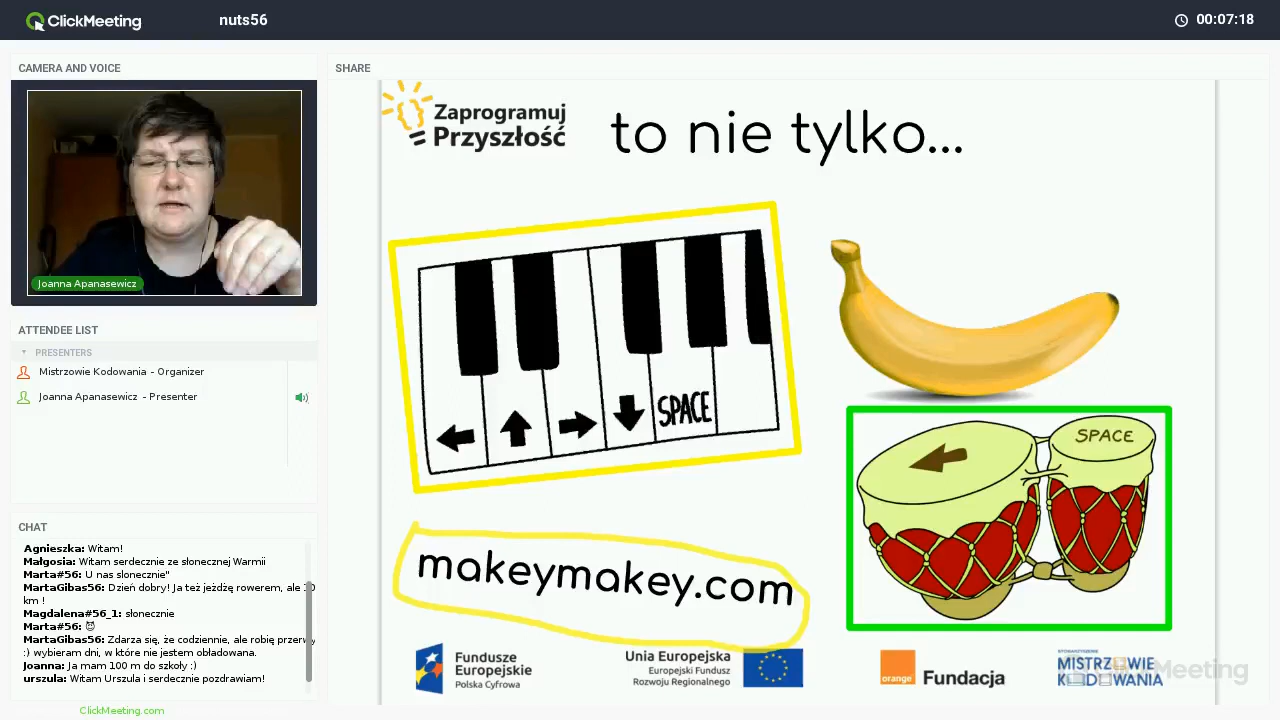 ClickMeeting
nuts56
00:07:18
CAMERA AND VOICE
SHARE
Joanna Apanasewicz
ATTENDEE LIST
PRESENTERS
Mistrzowie Kodowania - Organizer
Joanna Apanasewicz - Presenter
CHAT
Agnieszka: Witam!
Małgosia: Witam serdecznie ze słonecznej Warmii
Marta#56: U nas słonecznie"
MartaGibas56: Dzień dobry! Ja też jeżdżę rowerem, ale 10
km !
Magdalena#56_1: słonecznie
Marta#56: 😈
MartaGibas56: Zdarza się, że codziennie, ale robię przerwy
:) wybieram dni, w które nie jestem obładowana.
Joanna: Ja mam 100 m do szkoły :)
urszula: Witam Urszula i serdecznie pozdrawiam!
ClickMeeting.com
Zaprogramuj
Przyszłość
to nie tylko...
SPACE
SPACE
makeymakey.com
Fundusze
Europejskie
Polska Cyfrowa
Unia Europejska
Europejski Fundusz
Rozwoju Regionalnego
orange
Fundacja
STOWARZYSZENIE
MISTRZOWIE
KODOWANIA
ClickMeeting